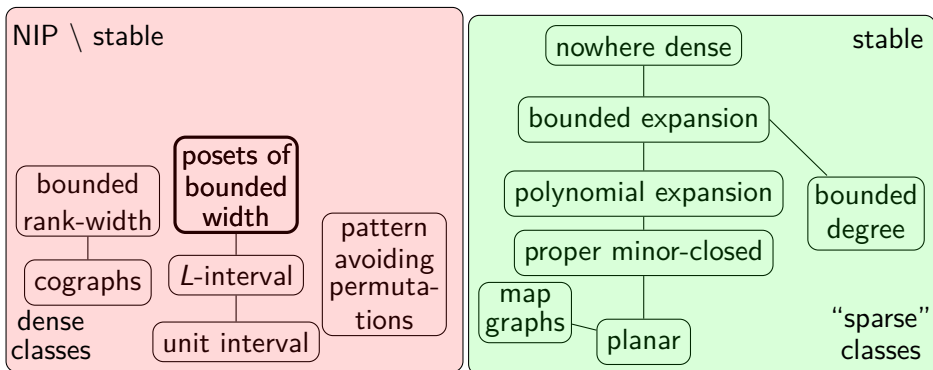 NIP \ stable
posets of
bounded
width
bounded
rank-width
pattern
avoiding
permuta-
tions
cographs
L-interval
unit interval
dense
classes
stable
nowhere dense
bounded expansion
polynomial expansion
bounded
degree
proper minor-closed
map
graphs
planar
“sparse”
classes